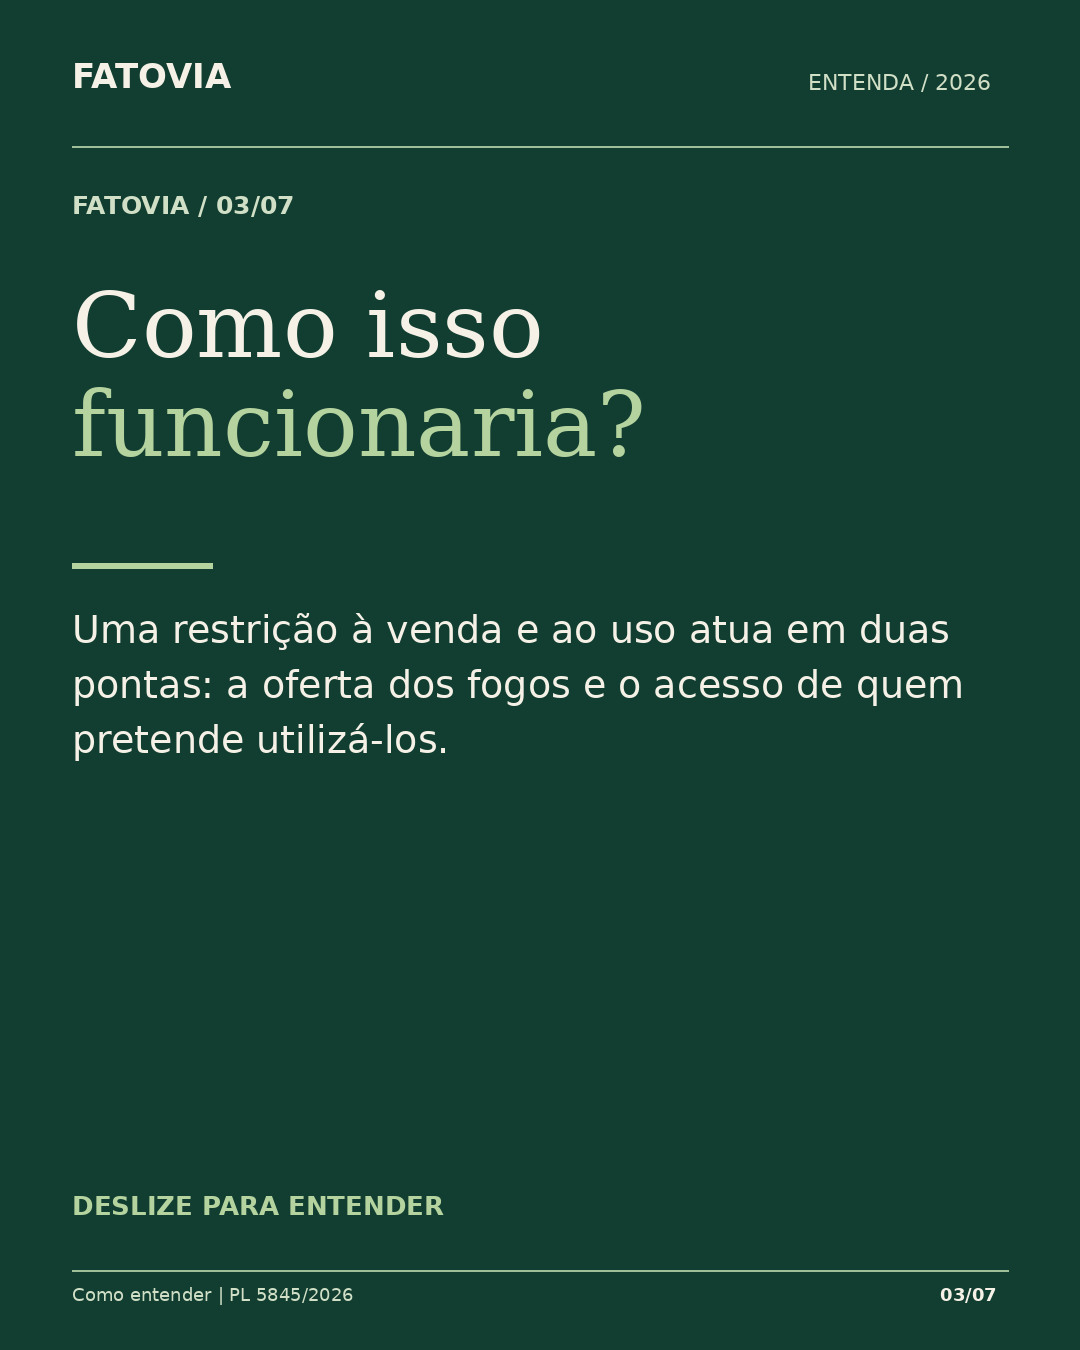 FATOVIA
ENTENDA / 2026
FATOVIA / 03/07
Como isso
funcionaria?
Uma restrição à venda e ao uso atua em duas
pontas: a oferta dos fogos e o acesso de quem
pretende utilizá-los.
DESLIZE PARA ENTENDER
Como entender | PL 5845/2026
03/07